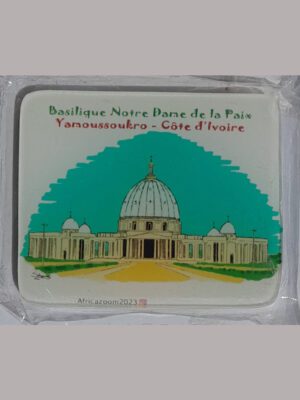 Basilique Notre Dame de la Paix
Yamoussoukro - Côte d'Ivoire
Africazoom2023